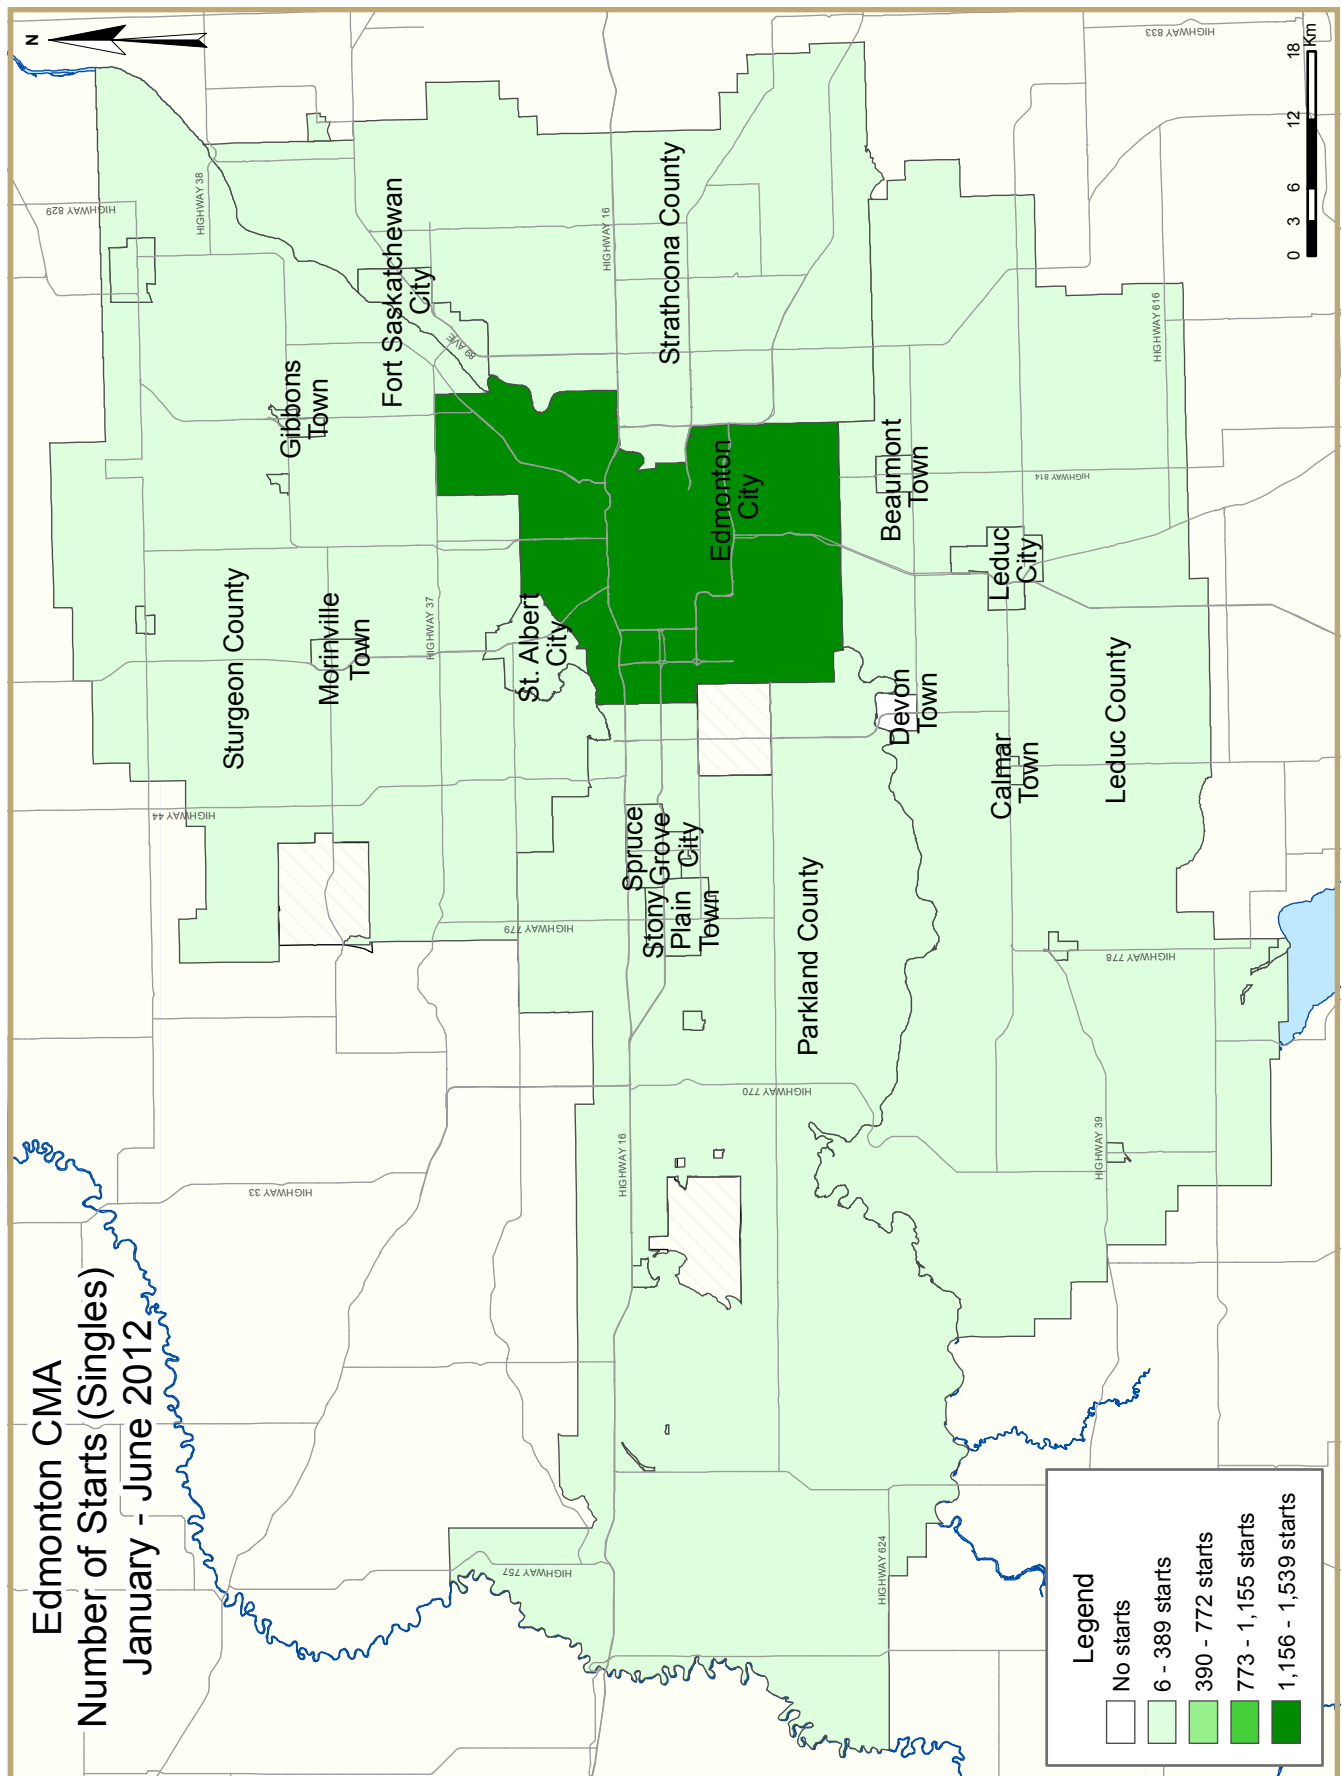 Edmonton CMA
Number of Starts (Singles)
January - June 2012
N
HIGHWAY 829
HIGHWAY 38
HIGHWAY 833
Fort Saskatchewan
City
89 AVE
Gibbons
Town
HIGHWAY 16
Strathcona County
Sturgeon County
Morinville
Town
HIGHWAY 37
St. Albert
City
Edmonton
City
Beaumont
Town
HIGHWAY 814
HIGHWAY 616
Leduc
City
HIGHWAY 44
Devon
Town
Calmar
Town
Leduc County
Spruce
Grove
City
Stony
Plain
Town
HIGHWAY 779
Parkland County
HIGHWAY 778
HIGHWAY 770
HIGHWAY 33
HIGHWAY 16
HIGHWAY 39
HIGHWAY 757
HIGHWAY 624
Legend
No starts
6 - 389 starts
390 - 772 starts
773 - 1,155 starts
1,156 - 1,539 starts
0 3 6 12 18
Km